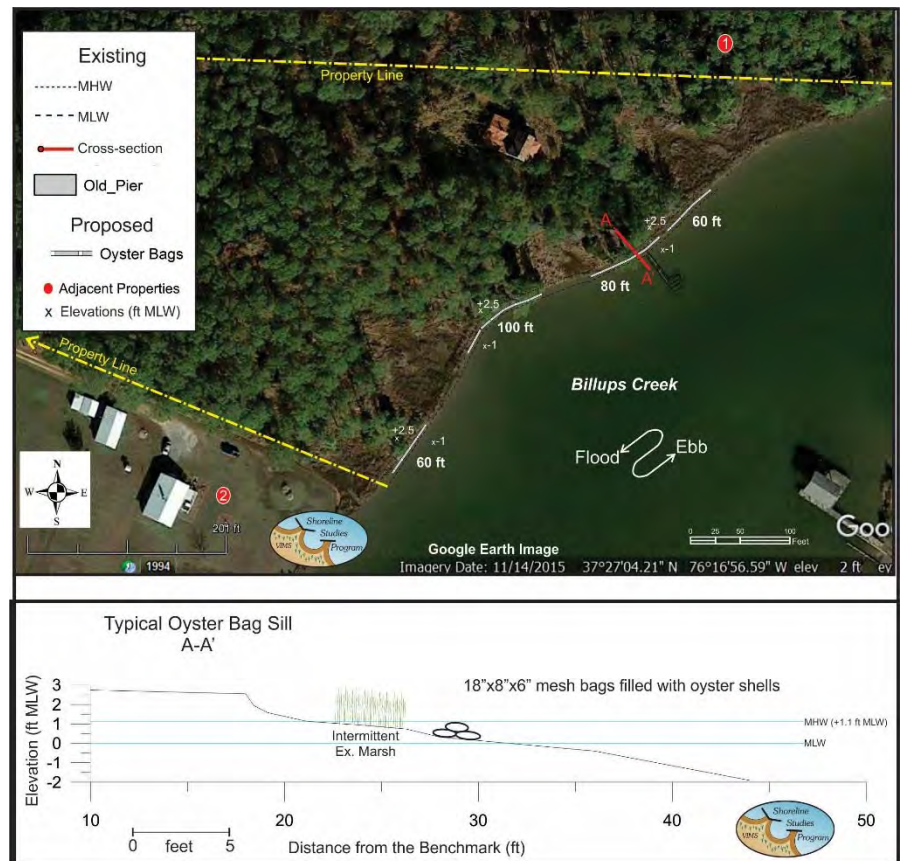 Existing
MHW
MLW
Cross-section
Old_Pier
Proposed
Oyster Bags
Adjacent Properties
x Elevations (ft MLW)
1
Property Line
A
+2.5
x
x-1
60 ft
A'
80 ft
+2.5
x
100 ft
x-1
Property Line
+2.5
x
x-1
60 ft
Billups Creek
Flood
Ebb
N
W
E
S
2
201 ft
1994
Shoreline
Studies
Program
VIMS
0 25 50 100
Feet
Google Earth Image
Goo
Imagery Date: 11/14/2015 37°27'04.21" N 76°16'56.59" W elev 2 ft
Typical Oyster Bag Sill
A-A'
18"x8"x6" mesh bags filled with oyster shells
Elevation (ft MLW)
3
2
1
0
-1
-2
MHW (+1.1 ft MLW)
MLW
Intermittent
Ex. Marsh
10 20 30 40 50
0 feet 5
Distance from the Benchmark (ft)
Shoreline
Studies
Program
VIMS